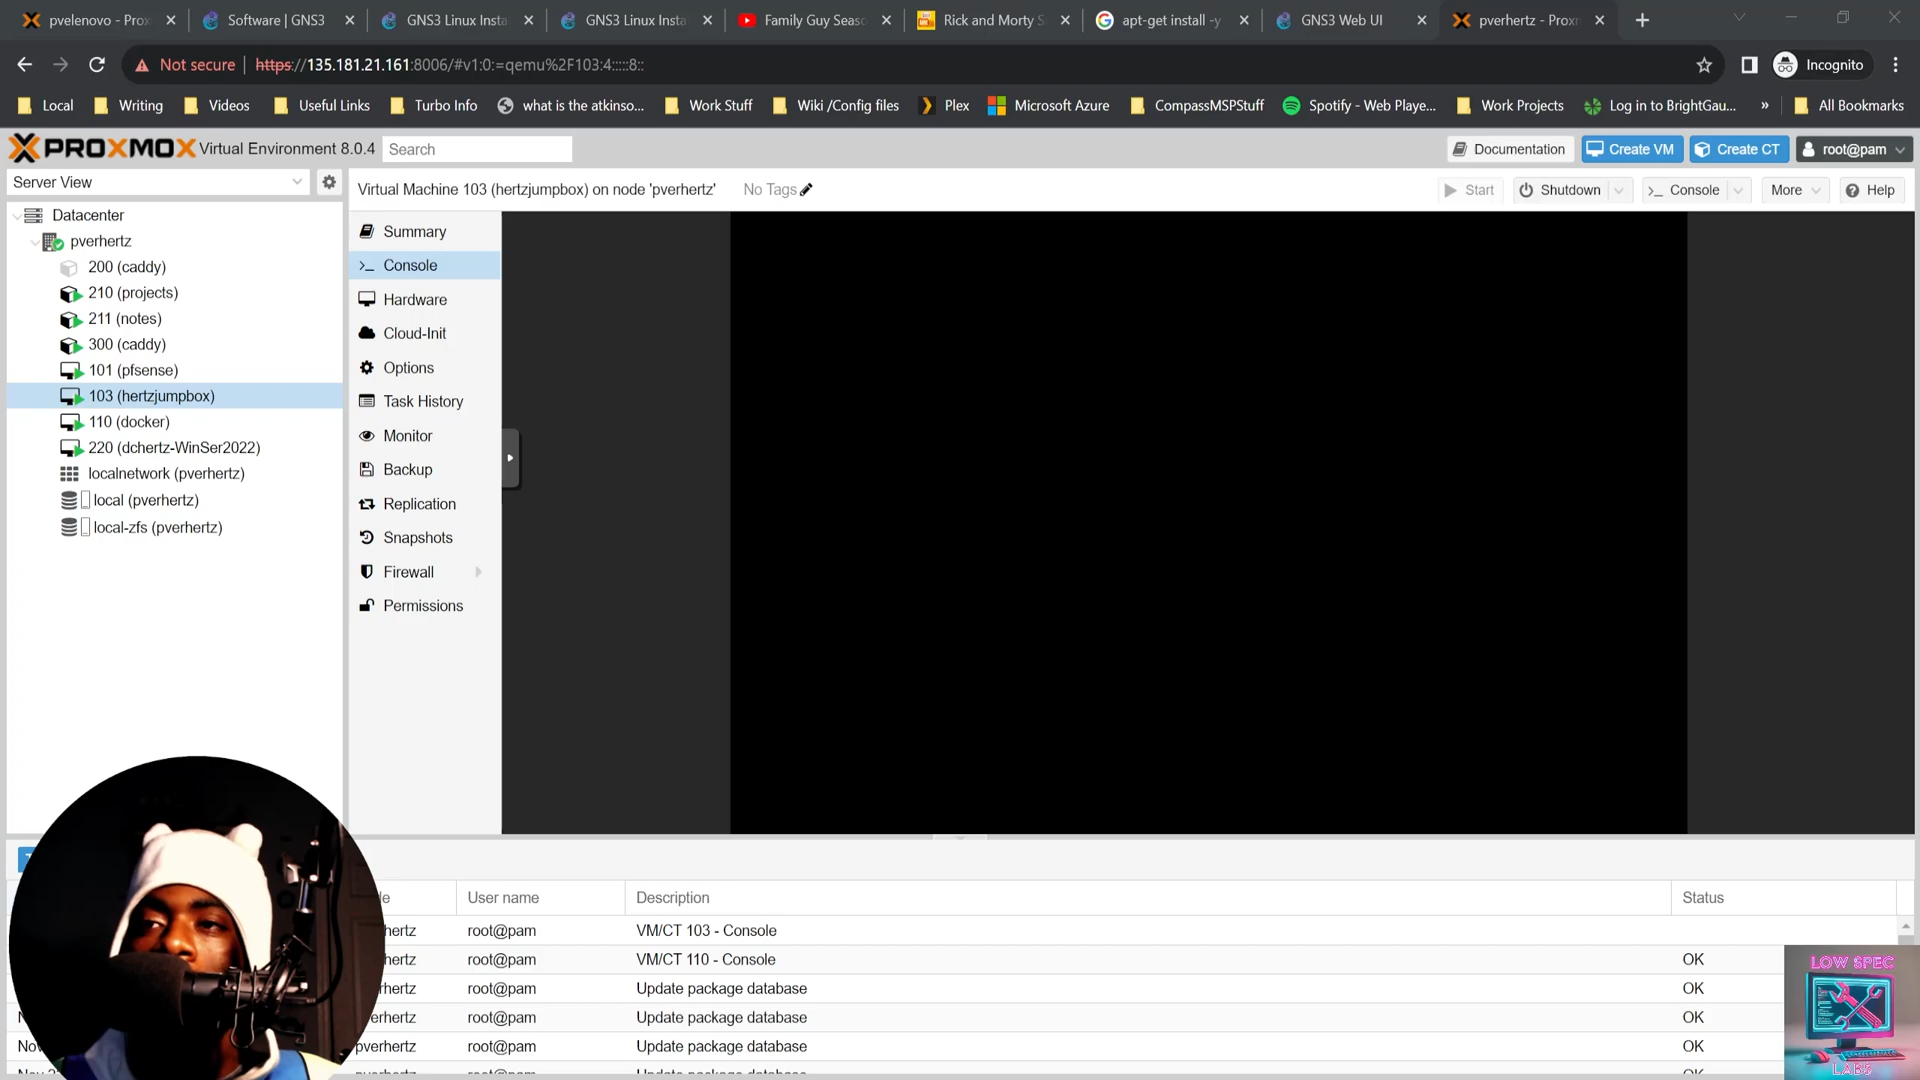 pvelenovo - Prox
Software | GNS3
GNS3 Linux Insta
GNS3 Linux Insta
Family Guy Seaso
Rick and Morty S
apt-get install -y
GNS3 Web UI
pverhertz - Proxm
Not secure
https://135.181.21.161:8006/#v1:0:=qemu%2F103:4:::::8::
Incognito
Local
Writing
Videos
Useful Links
Turbo Info
what is the atkinso...
Work Stuff
Wiki /Config files
Plex
Microsoft Azure
CompassMSPStuff
Spotify - Web Playe...
Work Projects
Log in to BrightGau...
»
All Bookmarks
PROXMOX Virtual Environment 8.0.4
Search
Documentation
Create VM
Create CT
root@pam
Server View
Virtual Machine 103 (hertzjumpbox) on node 'pverhertz'
No Tags
Start
Shutdown
Console
More
Help
Datacenter
pverhertz
200 (caddy)
210 (projects)
211 (notes)
300 (caddy)
101 (pfsense)
103 (hertzjumpbox)
110 (docker)
220 (dchertz-WinSer2022)
localnetwork (pverhertz)
local (pverhertz)
local-zfs (pverhertz)
Summary
Console
Hardware
Cloud-Init
Options
Task History
Monitor
Backup
Replication
Snapshots
Firewall
Permissions
User name
Description
Status
hertz root@pam VM/CT 103 - Console
hertz root@pam VM/CT 110 - Console OK
rhertz root@pam Update package database OK
verhertz root@pam Update package database OK
Nov pverhertz root@pam Update package database OK
LOW SPEC
LABS